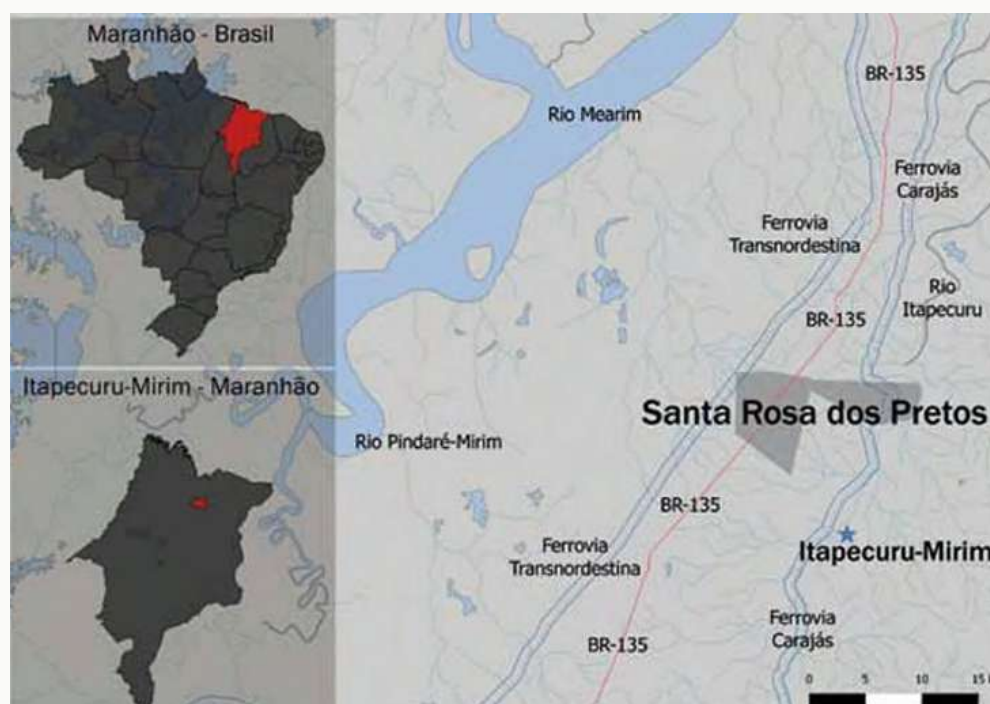 Maranhão - Brasil
Itapecuru-Mirim - Maranhão
BR-135
Rio Mearim
Ferrovia
Carajás
Ferrovia
Transnordestina
Rio
Itapecuru
BR-135
Santa Rosa dos Pretos
Rio Pindaré-Mirim
BR-135
Itapecuru-Mirim
Ferrovia
Transnordestina
Ferrovia
Carajás
BR-135
0 5 10 15